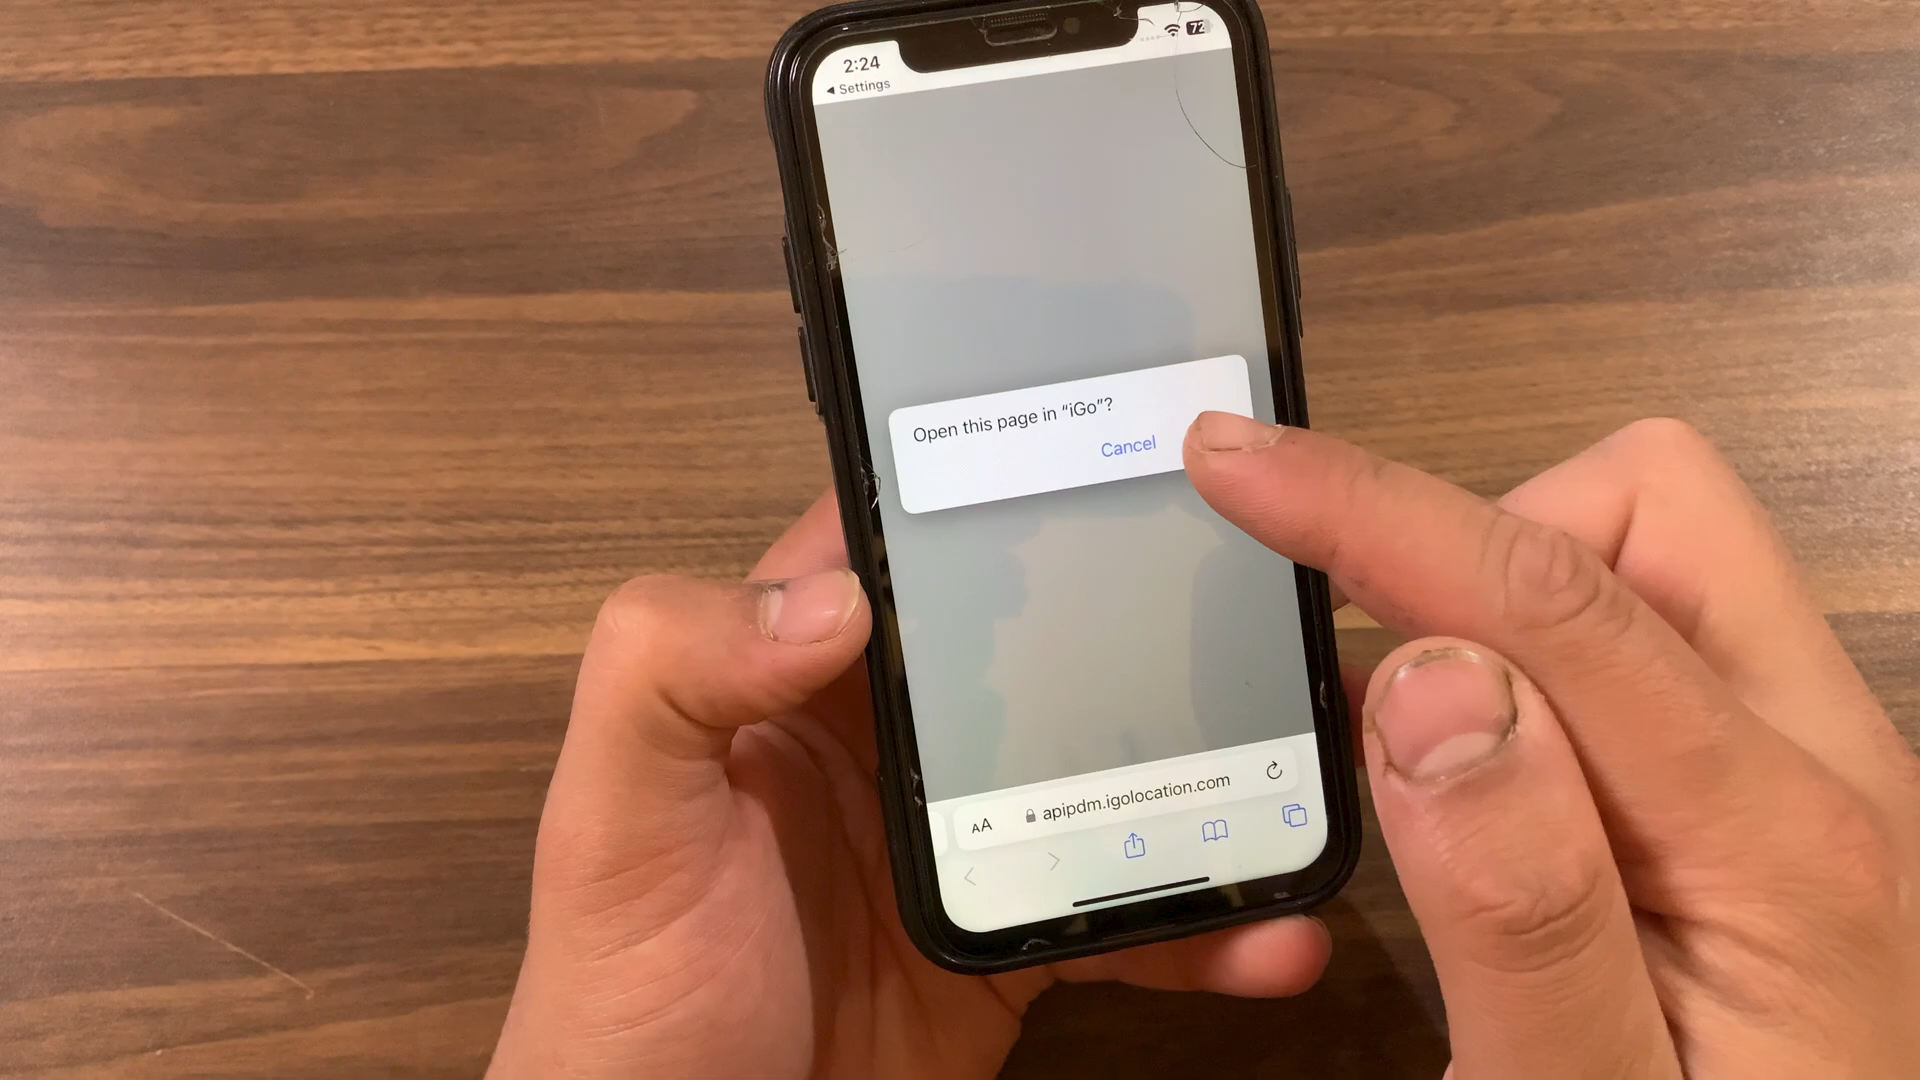 2:24
72
◀ Settings
Open this page in “iGo”?
Cancel
AA
apipdm.igolocation.com